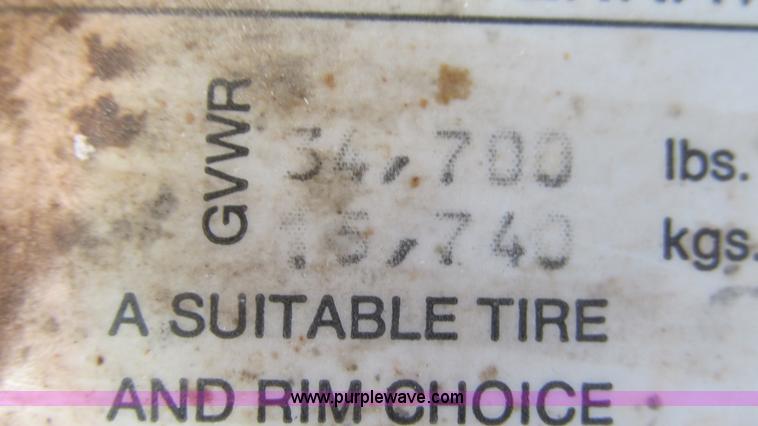 GVWR
34,700 lbs.
15,740 kgs.
A SUITABLE TIRE
AND RIM CHOICE
www.purplewave.com